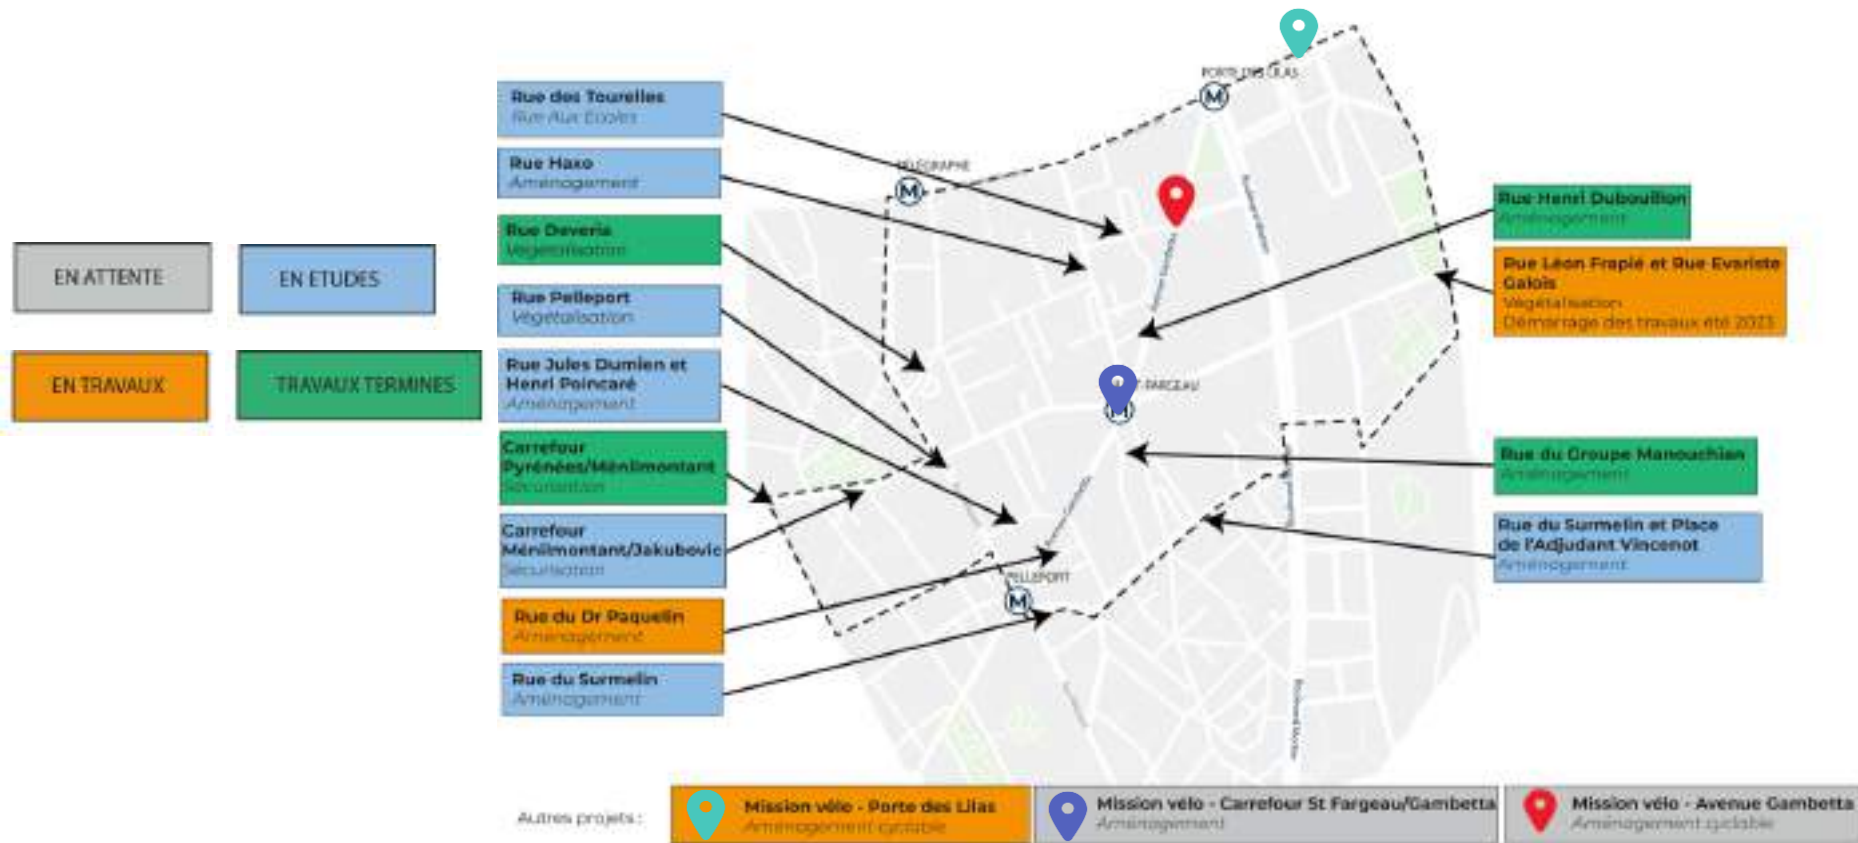 EN ATTENTE
EN ETUDES
EN TRAVAUX
TRAVAUX TERMINES
Rue des Tourelles
Rue Aux Ecoles
Rue Haxo
Aménagement
Rue Deveria
Végétalisation
Rue Pelleport
Végétalisation
Rue Jules Dumien et
Henri Poincaré
Aménagement
Carrefour
Pyrénées/Ménilmontant
Sécurisation
Carrefour
Ménilmontant/Jakubovic
Sécurisation
Rue du Dr Paquelin
Aménagement
Rue du Surmelin
Aménagement
PORTE DES LILAS
M
TELEGRAPHE
M
M
PELLEPORT
M
Avenue Gambetta
Boulevard Mortier
Rue Henri Dubouillon
Aménagement
Rue Léon Frapié et Rue Evariste
Galois
Végétalisation
Démarrage des travaux été 2023
Rue du Groupe Manouchian
Aménagement
Rue du Surmelin et Place
de l'Adjudant Vincenot
Aménagement
Autres projets :
Mission vélo - Porte des Lilas
Aménagement cyclable
Mission vélo - Carrefour St Fargeau/Gambetta
Aménagement
Mission vélo - Avenue Gambetta
Aménagement cyclable